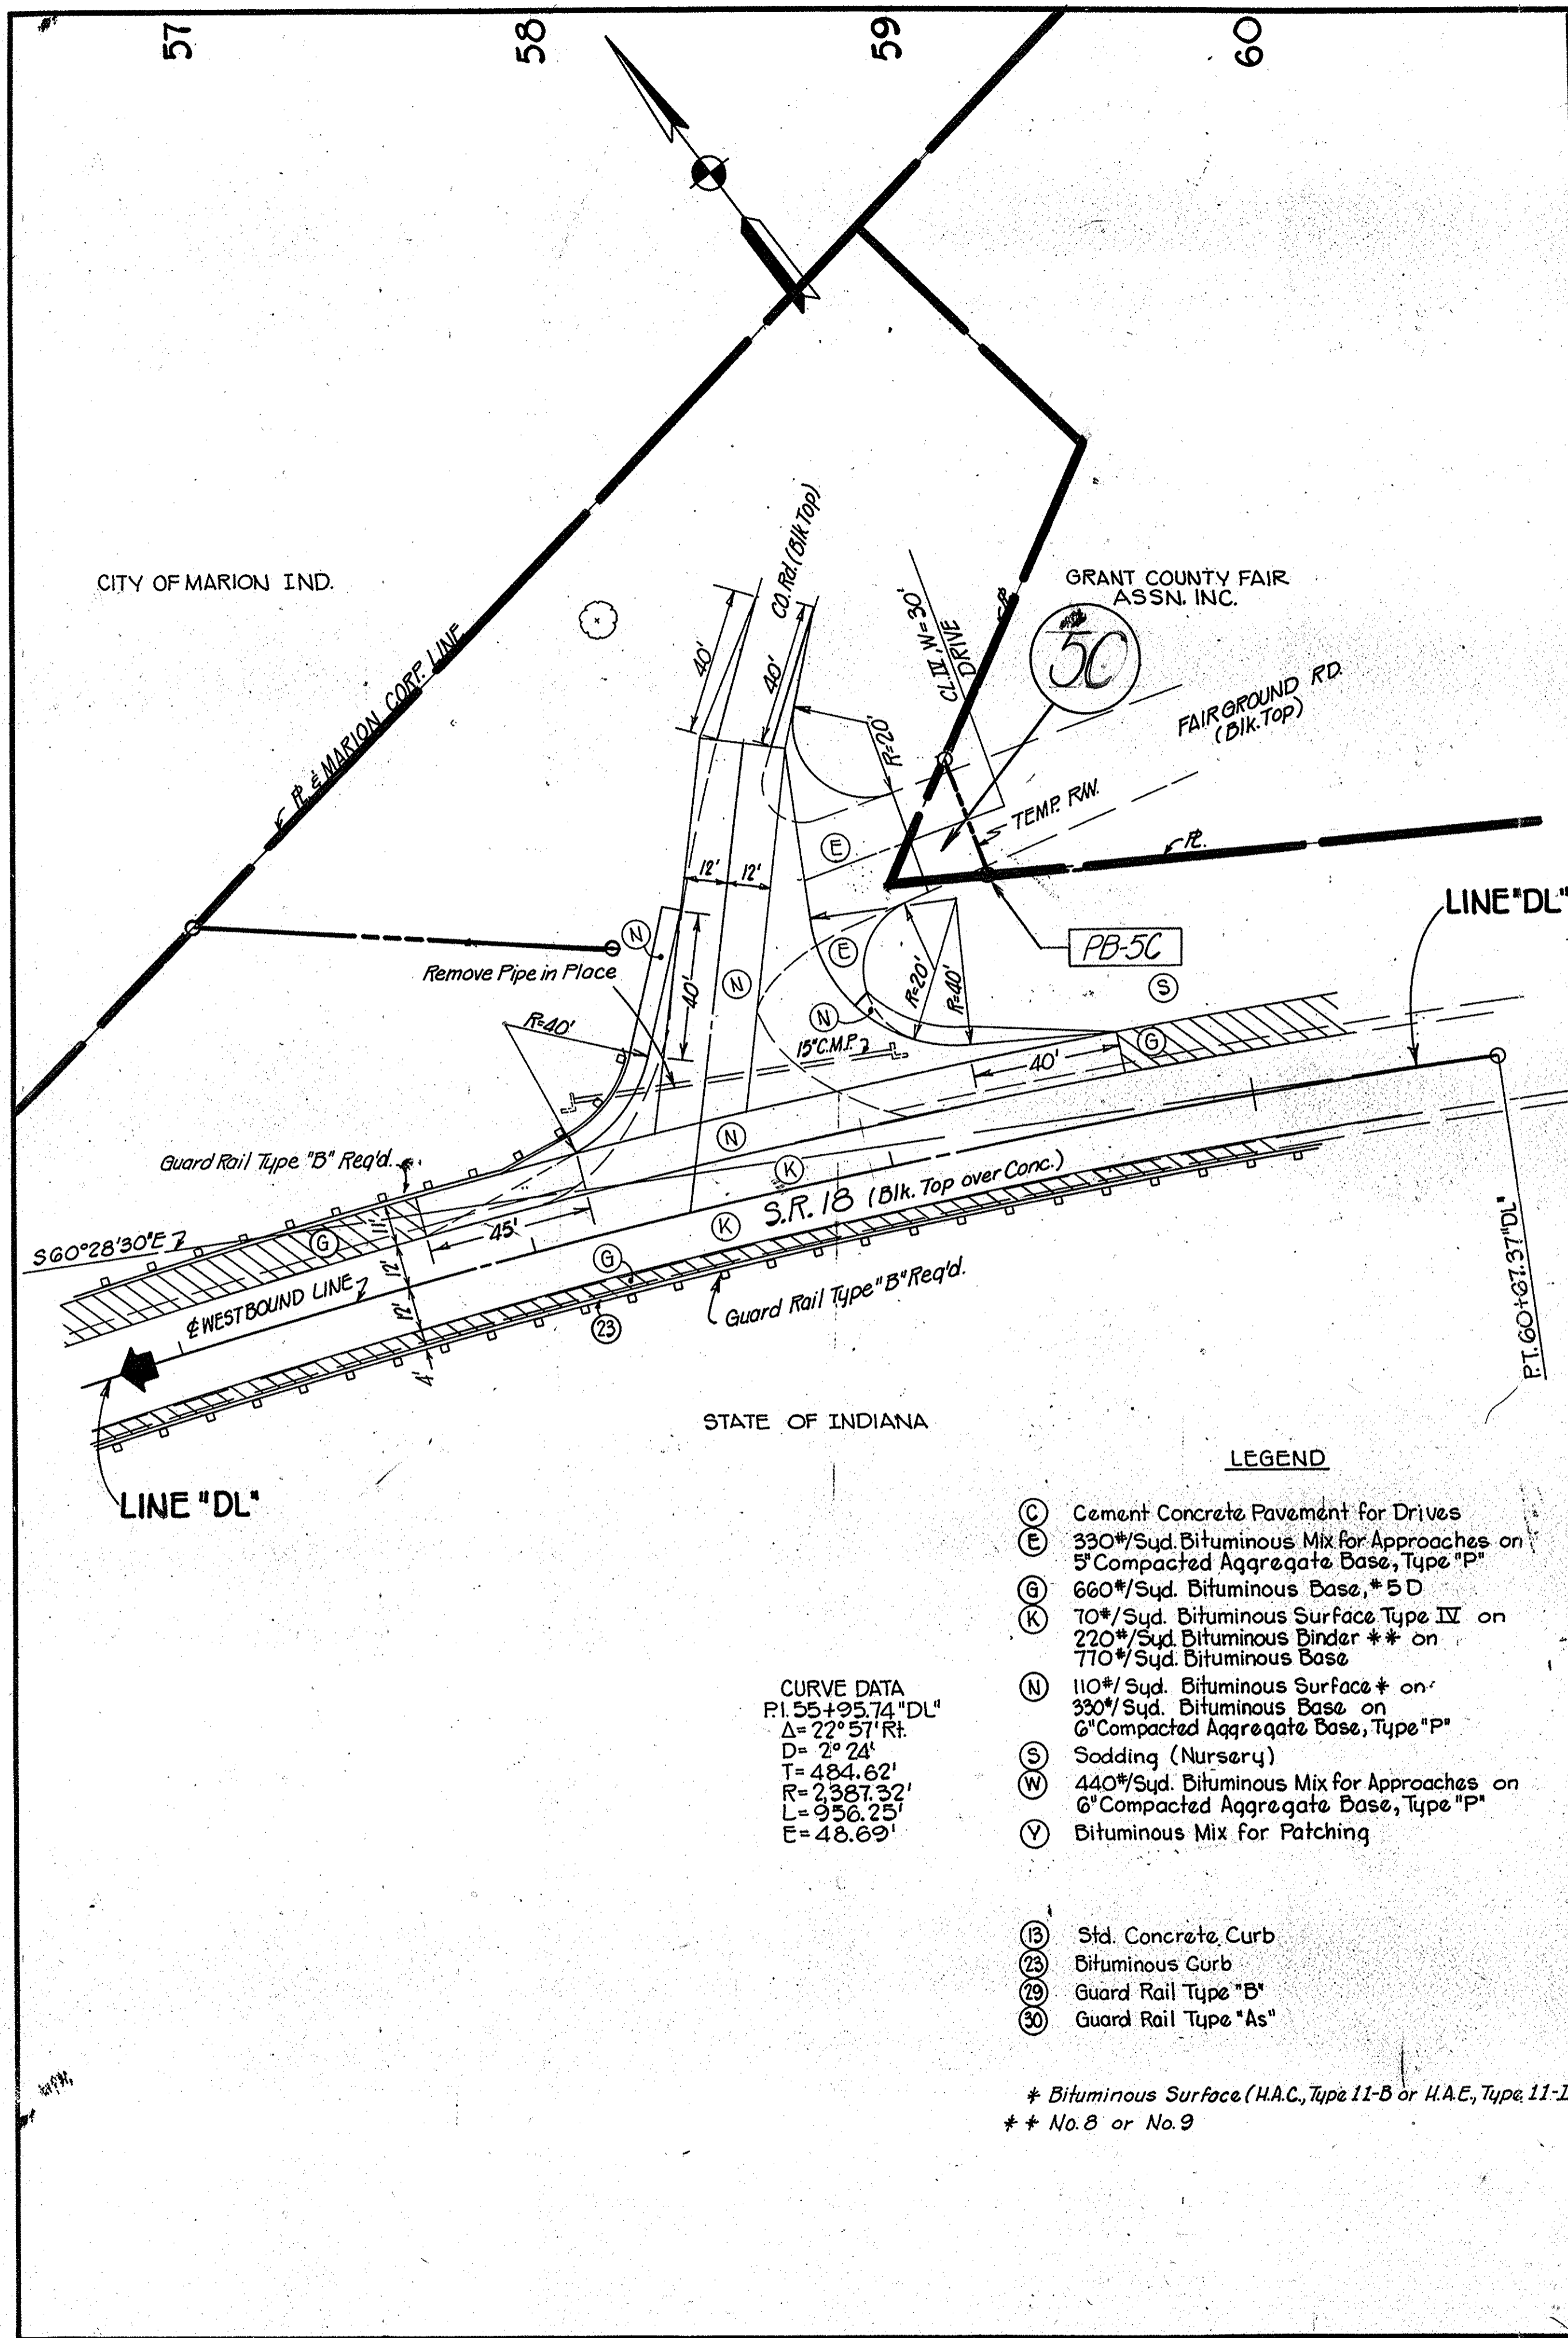 57
58
59
60
CITY OF MARION IND.
GRANT COUNTY FAIR
ASSN. INC.
5C
CO. Rd. (Blk Top)
40'
40'
CL. III, W=30'
DRIVE
℞
FAIRGROUND RD.
(Blk. Top)
R=20'
℞ & MARION CORP. LINE
TEMP. R/W.
E
℞.
12'
12'
LINE "DL"
N
Remove Pipe in Place
40'
N
E
PB-5C
R=20'
R=40'
S
N
R=40'
15" C.M.P.
G
40'
N
Guard Rail Type "B" Req'd.
K
S.R. 18 (Blk. Top over Conc.)
S60°28'30"E
11'
G
45'
K
12'
G
℄ WESTBOUND LINE
12'
Guard Rail Type "B" Req'd.
23
4'
P.T. 60+67.37 "DL"
STATE OF INDIANA
LINE "DL"
LEGEND
C Cement Concrete Pavement for Drives
E 330#/Syd. Bituminous Mix for Approaches on
5" Compacted Aggregate Base, Type "P"
G 660#/Syd. Bituminous Base, #5D
K 70#/Syd. Bituminous Surface Type IV on
220#/Syd. Bituminous Binder ** on
770#/Syd. Bituminous Base
N 110#/Syd. Bituminous Surface * on
330#/Syd. Bituminous Base on
6" Compacted Aggregate Base, Type "P"
S Sodding (Nursery)
W 440#/Syd. Bituminous Mix for Approaches on
6" Compacted Aggregate Base, Type "P"
Y Bituminous Mix for Patching
CURVE DATA
P.I. 55+95.74 "DL"
Δ= 22°57' Rt.
D= 2°24'
T= 484.62'
R= 2,387.32'
L= 956.25'
E= 48.69'
13 Std. Concrete Curb
23 Bituminous Curb
29 Guard Rail Type "B"
30 Guard Rail Type "As"
* Bituminous Surface (H.A.C., Type 11-B or H.A.E., Type 11-
** No. 8 or No. 9